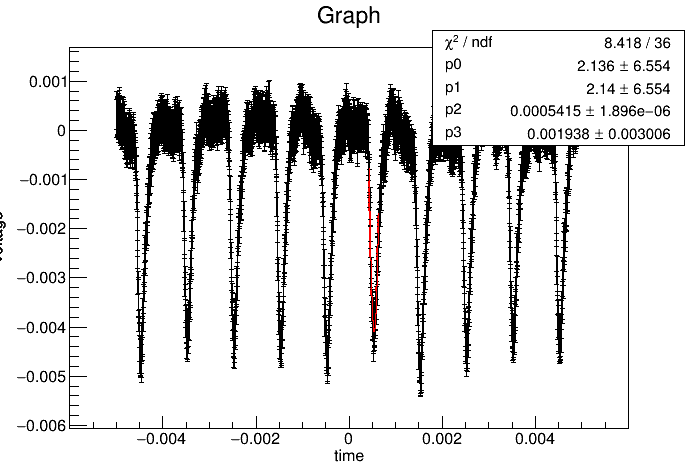 Graph
χ² / ndf 8.418 / 36
p0 2.136 ± 6.554
p1 2.14 ± 6.554
p2 0.0005415 ± 1.896e−06
p3 0.001938 ± 0.003006
0.001
0
−0.001
−0.002
−0.003
−0.004
−0.005
−0.006
−0.004 −0.002 0 0.002 0.004
time